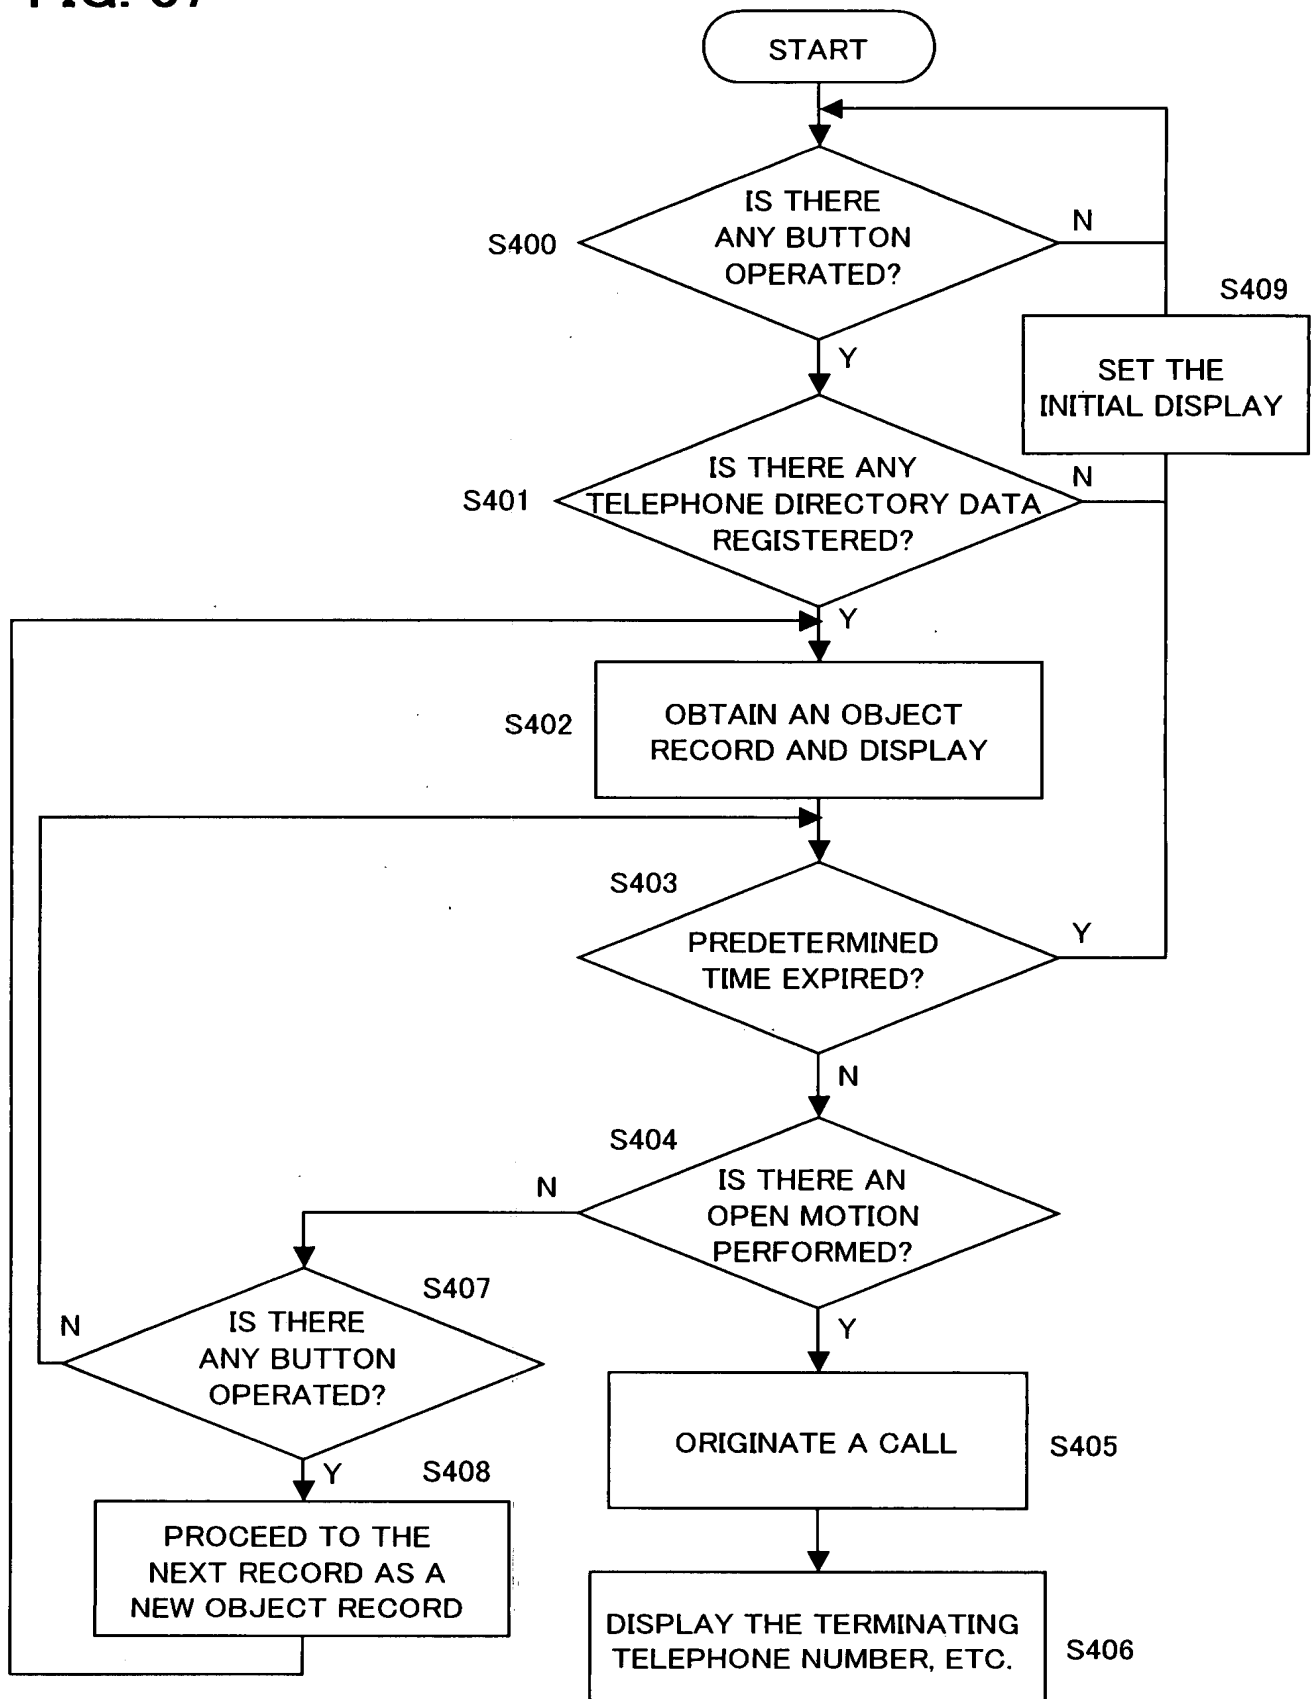 START
IS THERE
ANY BUTTON
OPERATED?
N
S400
S409
Y
SET THE
INITIAL DISPLAY
IS THERE ANY
TELEPHONE DIRECTORY DATA
REGISTERED?
N
S401
Y
S402
OBTAIN AN OBJECT
RECORD AND DISPLAY
S403
PREDETERMINED
TIME EXPIRED?
Y
N
S404
IS THERE AN
OPEN MOTION
PERFORMED?
N
S407
IS THERE
ANY BUTTON
OPERATED?
N
Y
Y
ORIGINATE A CALL
S405
S408
PROCEED TO THE
NEXT RECORD AS A
NEW OBJECT RECORD
DISPLAY THE TERMINATING
TELEPHONE NUMBER, ETC.
S406